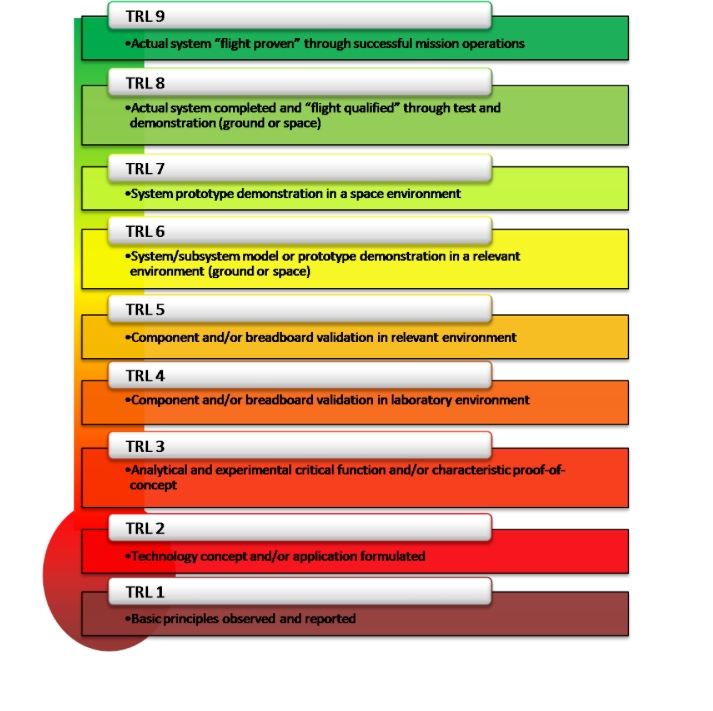 TRL 9
•Actual system “flight proven” through successful mission operations
TRL 8
•Actual system completed and “flight qualified” through test and
demonstration (ground or space)
TRL 7
•System prototype demonstration in a space environment
TRL 6
•System/subsystem model or prototype demonstration in a relevant
environment (ground or space)
TRL 5
•Component and/or breadboard validation in relevant environment
TRL 4
•Component and/or breadboard validation in laboratory environment
TRL 3
•Analytical and experimental critical function and/or characteristic proof-of-
concept
TRL 2
•Technology concept and/or application formulated
TRL 1
•Basic principles observed and reported